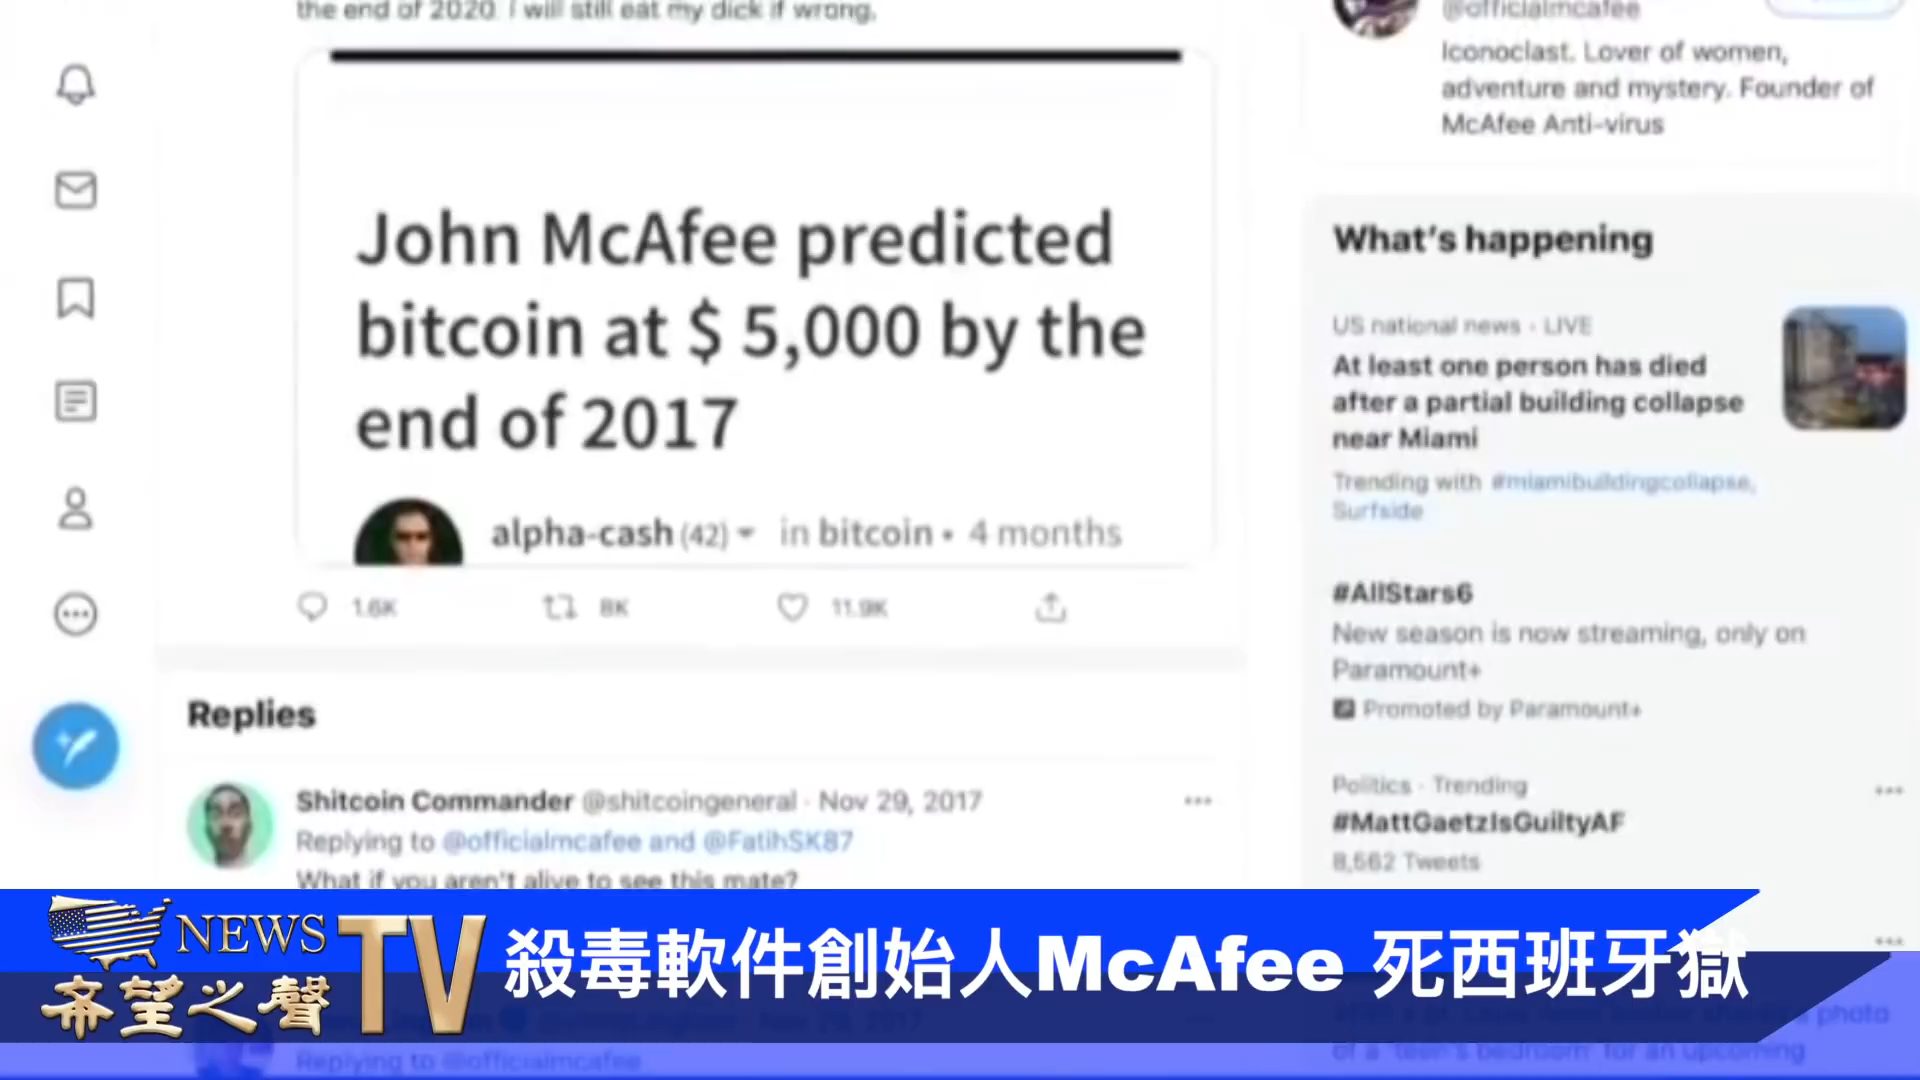 the end of 2020. I will still eat my dick if wrong.
John McAfee predicted
bitcoin at $ 5,000 by the
end of 2017
alpha-cash (42) in bitcoin • 4 months
1.6K 8K 11.9K
Replies
Shitcoin Commander @shitcoingeneral · Nov 29, 2017
Replying to @officialmcafee and @FatihSK87
What if you aren't alive to see this mate?
Replying to @officialmcafee
@officialmcafee
Iconoclast. Lover of women,
adventure and mystery. Founder of
McAfee Anti-virus
What's happening
US national news · LIVE
At least one person has died
after a partial building collapse
near Miami
Trending with #miamibuildingcollapse,
Surfside
#AllStars6
New season is now streaming, only on
Paramount+
Promoted by Paramount+
Politics · Trending
#MattGaetzIsGuiltyAF
8,562 Tweets
photo
of a "teen's bedroom" for an upcoming
NEWS
希望之聲
TV
殺毒軟件創始人McAfee 死西班牙獄